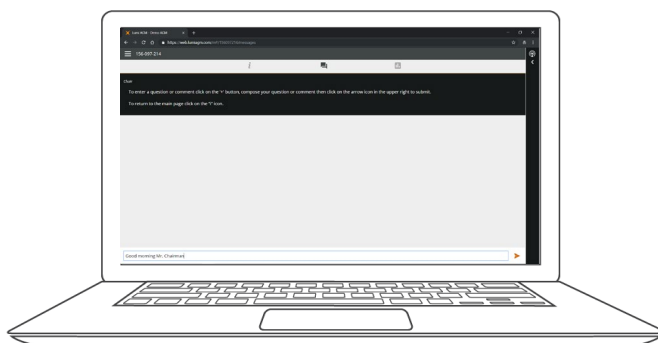 156-097-214
Chat
To enter a question or comment click on the '+' button, compose your question or comment then click on the arrow icon in the upper right to submit.
To return to the main page click on the 'i' icon.
Good morning Mr. Chairman